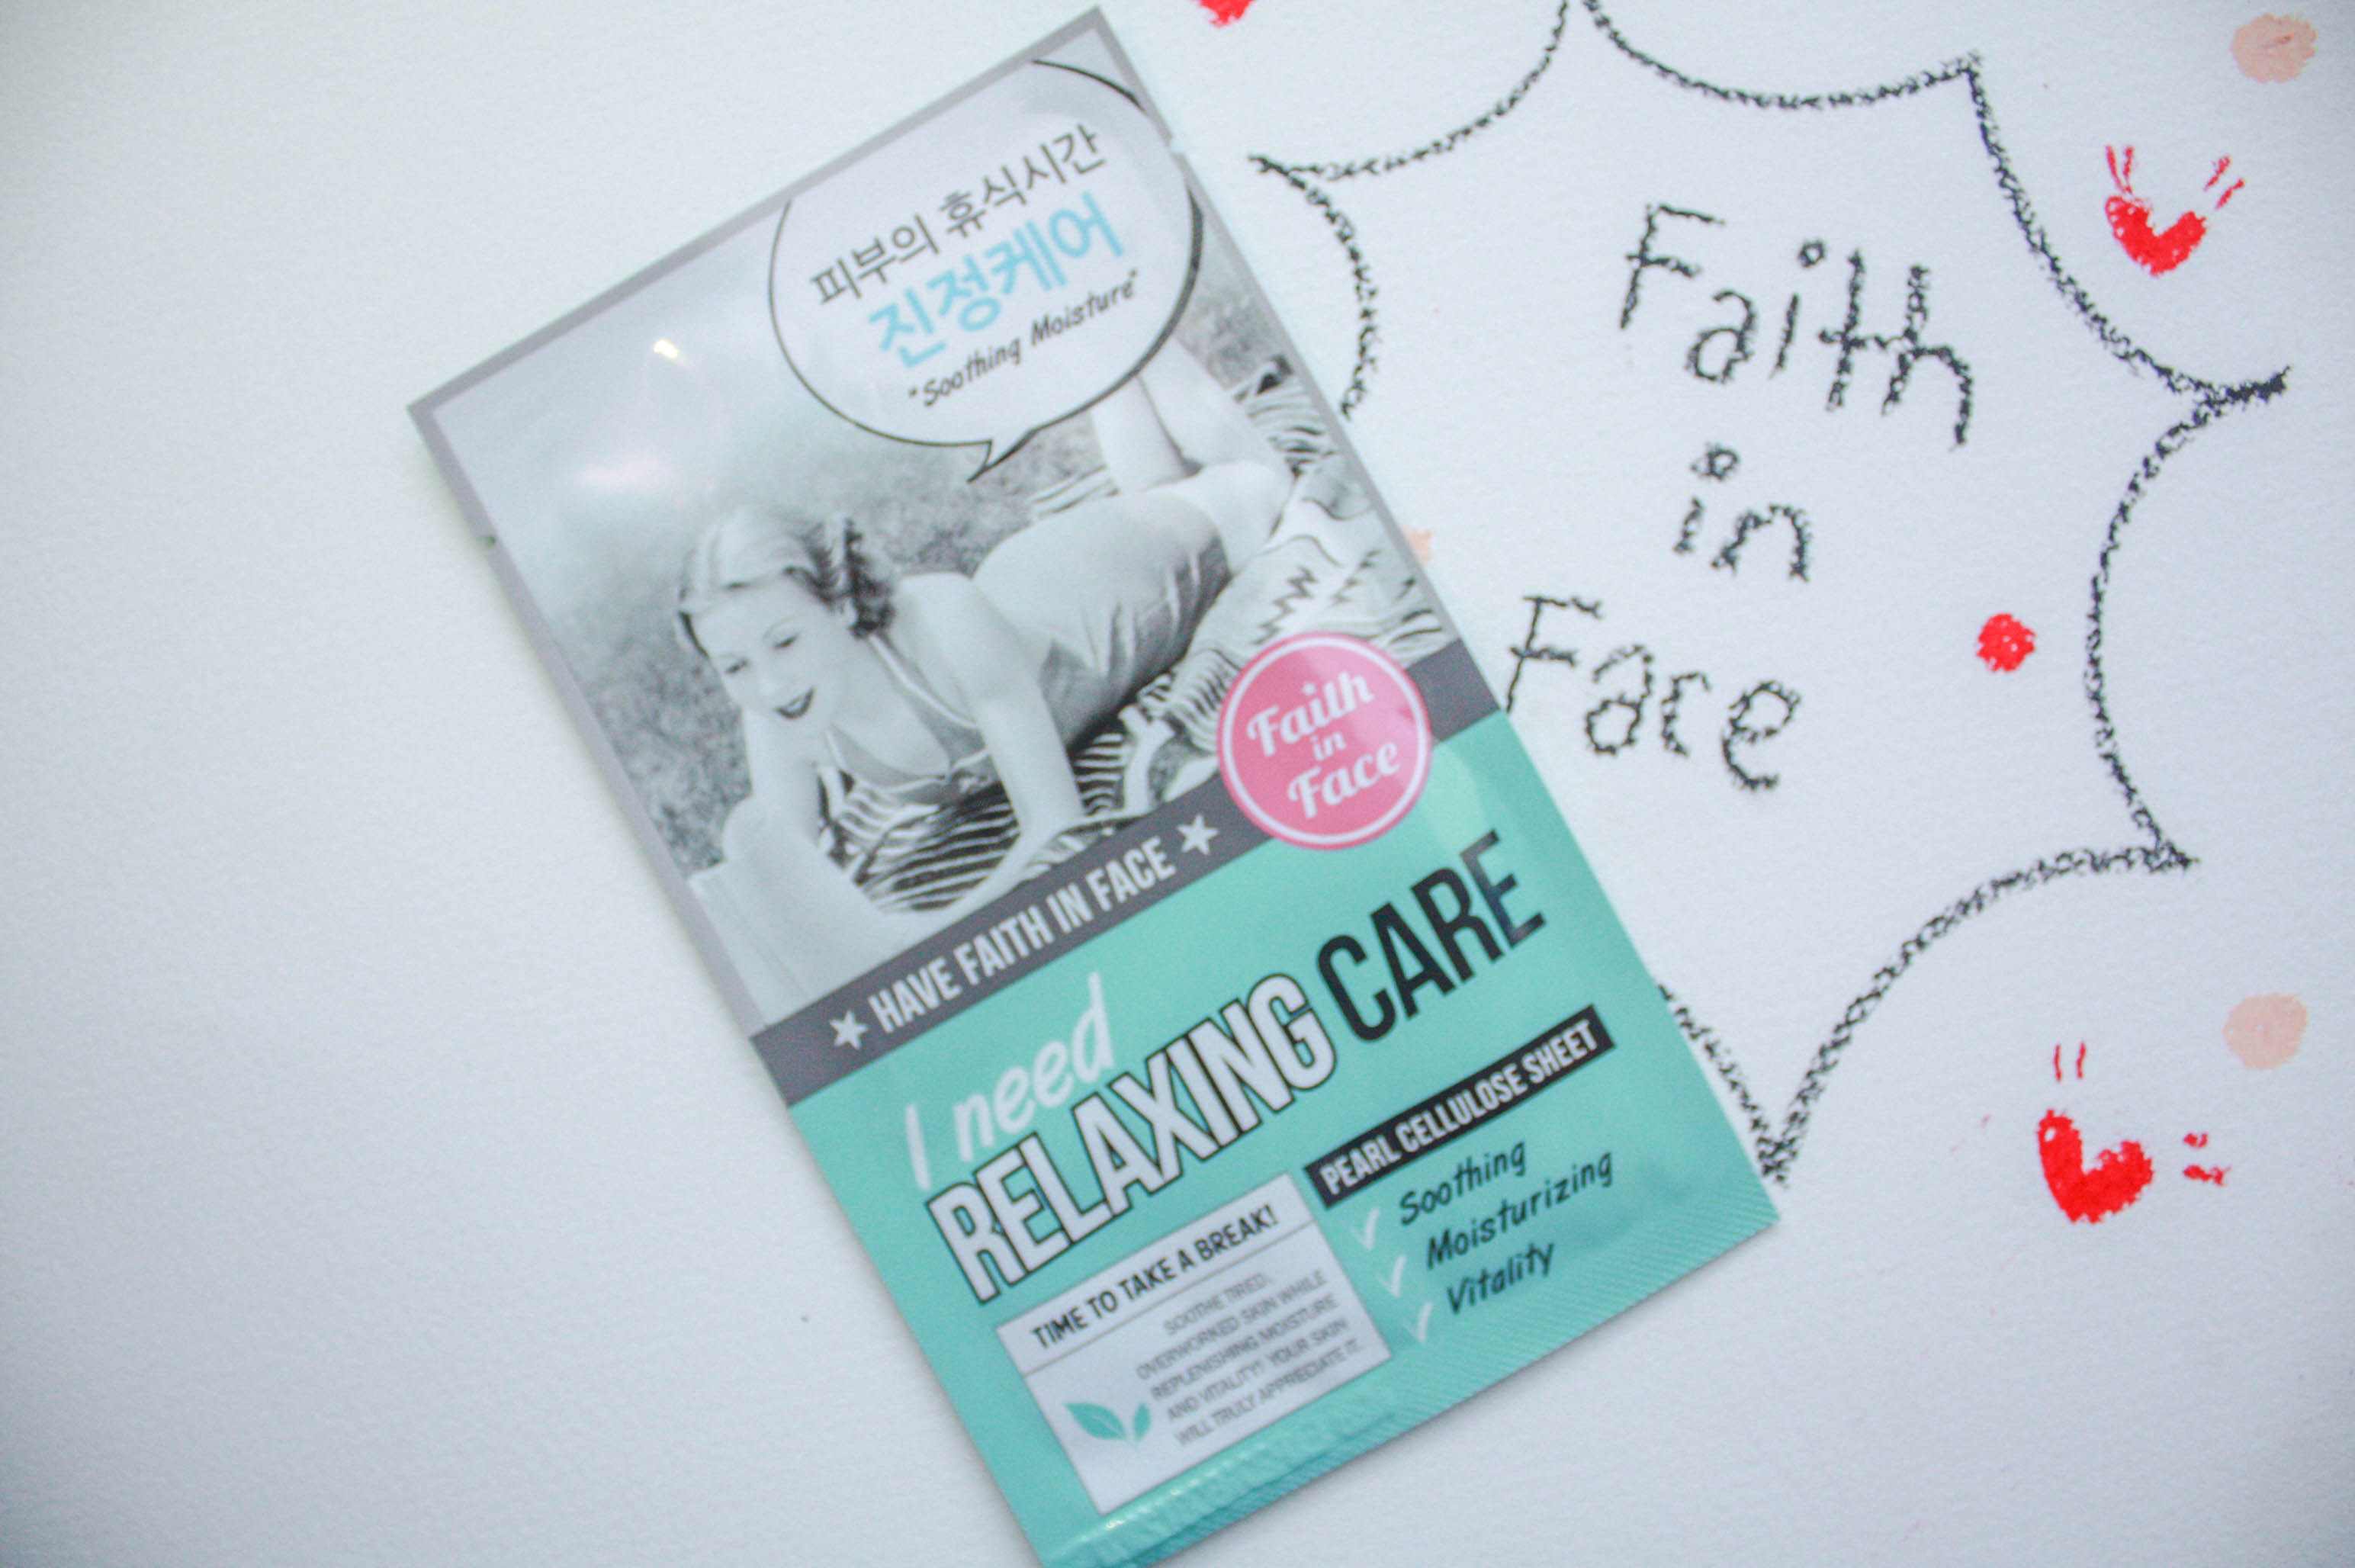 피부의 휴식시간
진정케어
"Soothing Moisture"
Faith
in
Face
★ HAVE FAITH IN FACE ★
I need
RELAXING CARE
PEARL CELLULOSE SHEET
✓ Soothing
✓ Moisturizing
✓ Vitality
TIME TO TAKE A BREAK!
SOOTHE TIRED,
OVERWORKED SKIN WHILE
REPLENISHING MOISTURE
AND VITALITY! YOUR SKIN
WILL TRULY APPRECIATE IT.
Faith
in
Face